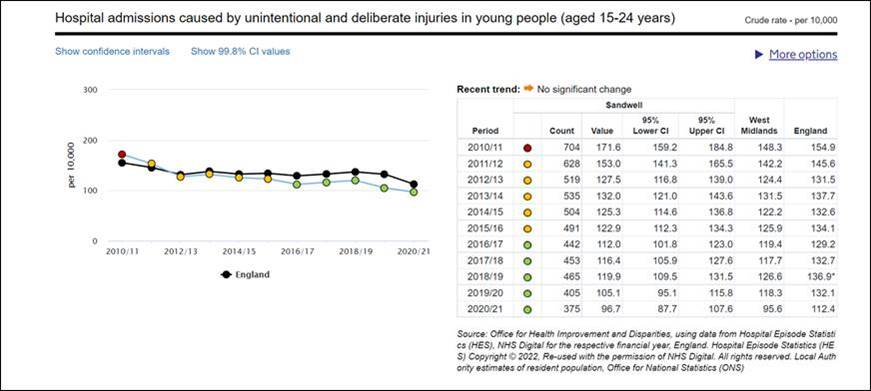 Hospital admissions caused by unintentional and deliberate injuries in young people (aged 15-24 years)
Crude rate - per 10,000
Show confidence intervals
Show 99.8% CI values
▶ More options
300
200
100
0
per 10,000
2010/11 2012/13 2014/15 2016/17 2018/19 2020/21
England
Recent trend: No significant change
Sandwell
Period Count Value 95% Lower CI 95% Upper CI West Midlands England
2010/11 704 171.6 159.2 184.8 148.3 154.9
2011/12 628 153.0 141.3 165.5 142.2 145.6
2012/13 519 127.5 116.8 139.0 124.4 131.5
2013/14 535 132.0 121.0 143.6 131.5 137.7
2014/15 504 125.3 114.6 136.8 122.2 132.6
2015/16 491 122.9 112.3 134.3 125.9 134.1
2016/17 442 112.0 101.8 123.0 119.4 129.2
2017/18 453 116.4 105.9 127.6 117.7 132.7
2018/19 465 119.9 109.5 131.5 126.6 136.9*
2019/20 405 105.1 95.1 115.8 118.3 132.1
2020/21 375 96.7 87.7 107.6 95.6 112.4
Source: Office for Health Improvement and Disparities, using data from Hospital Episode Statisti
cs (HES), NHS Digital for the respective financial year, England. Hospital Episode Statistics (HE
S) Copyright © 2022, Re-used with the permission of NHS Digital. All rights reserved. Local Auth
ority estimates of resident population, Office for National Statistics (ONS)